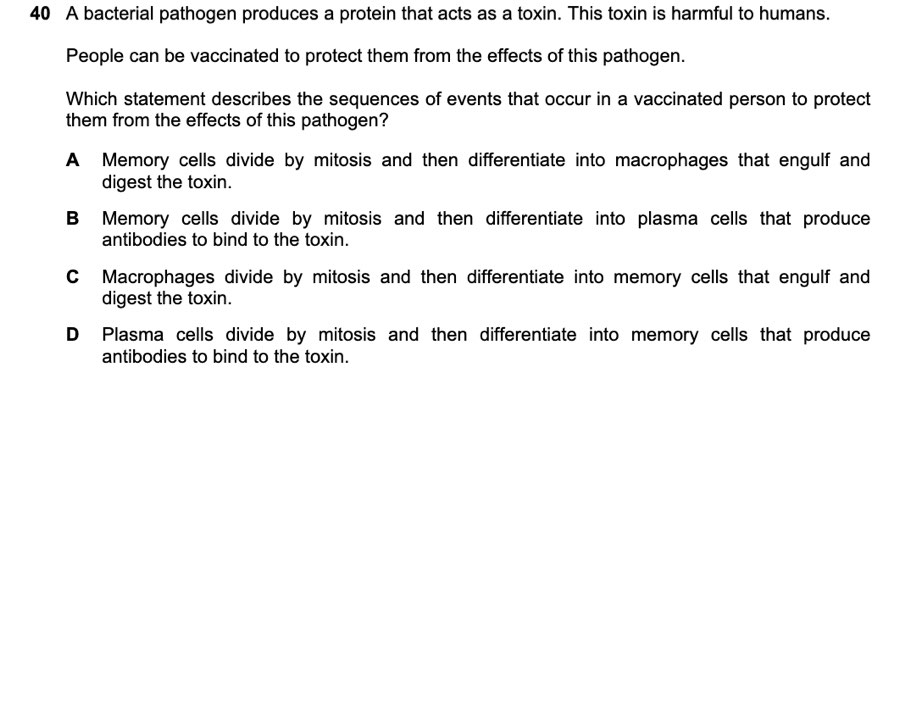 40 A bacterial pathogen produces a protein that acts as a toxin. This toxin is harmful to humans.
People can be vaccinated to protect them from the effects of this pathogen.
Which statement describes the sequences of events that occur in a vaccinated person to protect
them from the effects of this pathogen?
A Memory cells divide by mitosis and then differentiate into macrophages that engulf and
digest the toxin.
B Memory cells divide by mitosis and then differentiate into plasma cells that produce
antibodies to bind to the toxin.
C Macrophages divide by mitosis and then differentiate into memory cells that engulf and
digest the toxin.
D Plasma cells divide by mitosis and then differentiate into memory cells that produce
antibodies to bind to the toxin.